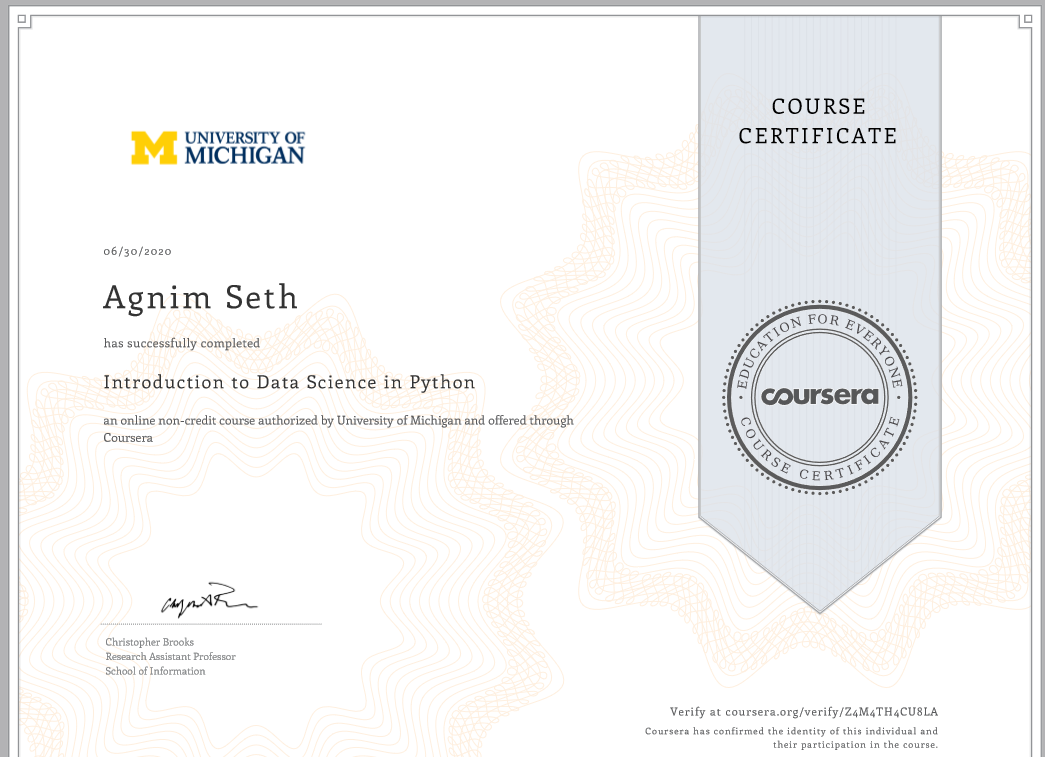 COURSE
CERTIFICATE
UNIVERSITY OF
MICHIGAN
06/30/2020
Agnim Seth
has successfully completed
Introduction to Data Science in Python
an online non-credit course authorized by University of Michigan and offered through
Coursera
EDUCATION FOR EVERYONE
coursera
COURSE CERTIFICATE
Christopher Brooks
Research Assistant Professor
School of Information
Verify at coursera.org/verify/Z4M4TH4CU8LA
Coursera has confirmed the identity of this individual and
their participation in the course.